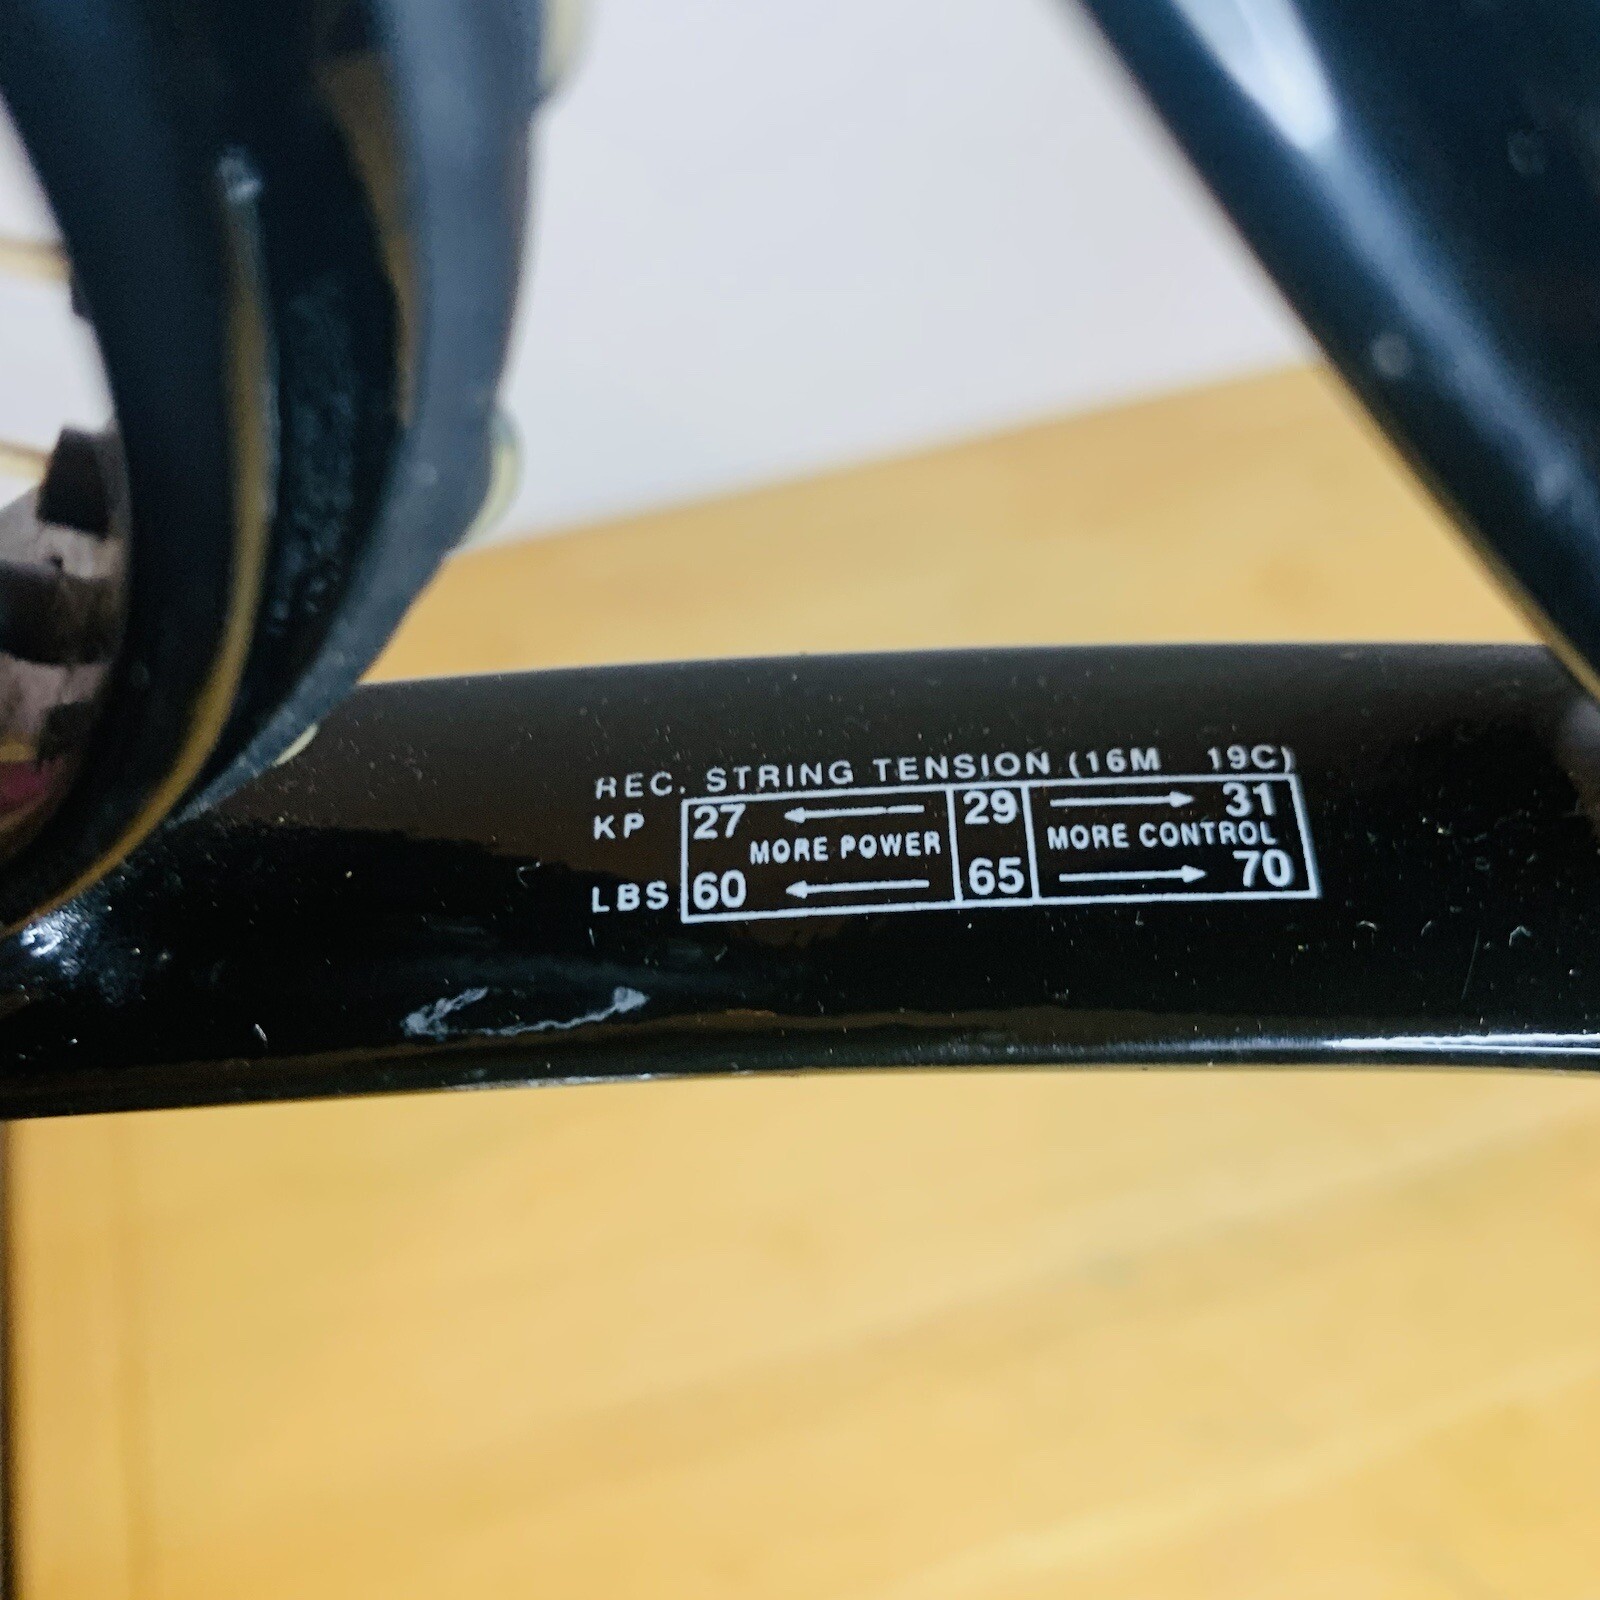 REC. STRING TENSION (16M 19C)
KP 27 ← 29 → 31
MORE POWER MORE CONTROL
LBS 60 ← 65 → 70